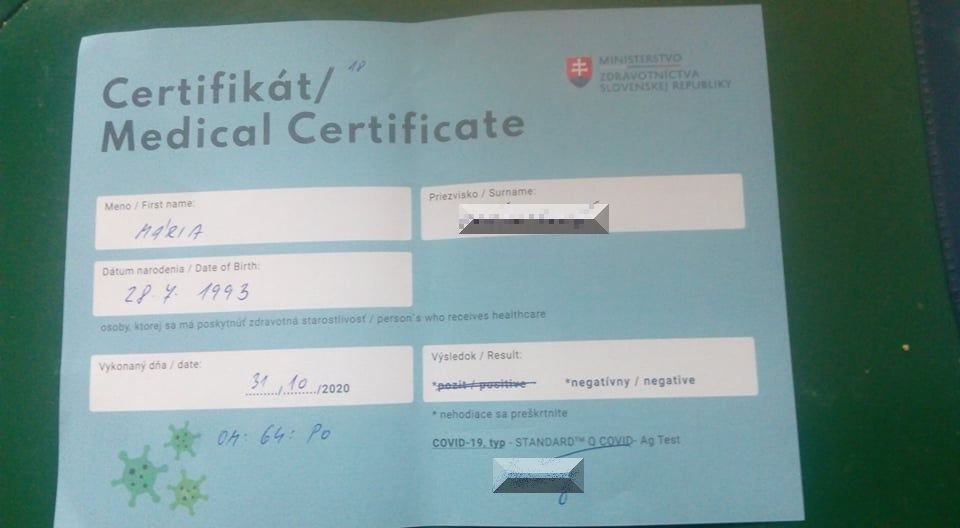 Certifikát/
18
Medical Certificate
MINISTERSTVO
ZDRAVOTNÍCTVA
SLOVENSKEJ REPUBLIKY
Meno / First name:
MÁRIA
Priezvisko / Surname:
Dátum narodenia / Date of Birth:
28. 7. 1993
osoby, ktorej sa má poskytnúť zdravotná starostlivosť / person´s who receives healthcare
Vykonaný dňa / date:
31 / 10 /2020
Výsledok / Result:
*pozit / positive *negatívny / negative
* nehodiace sa preškrtnite
COVID-19, typ - STANDARD™ Q COVID- Ag Test